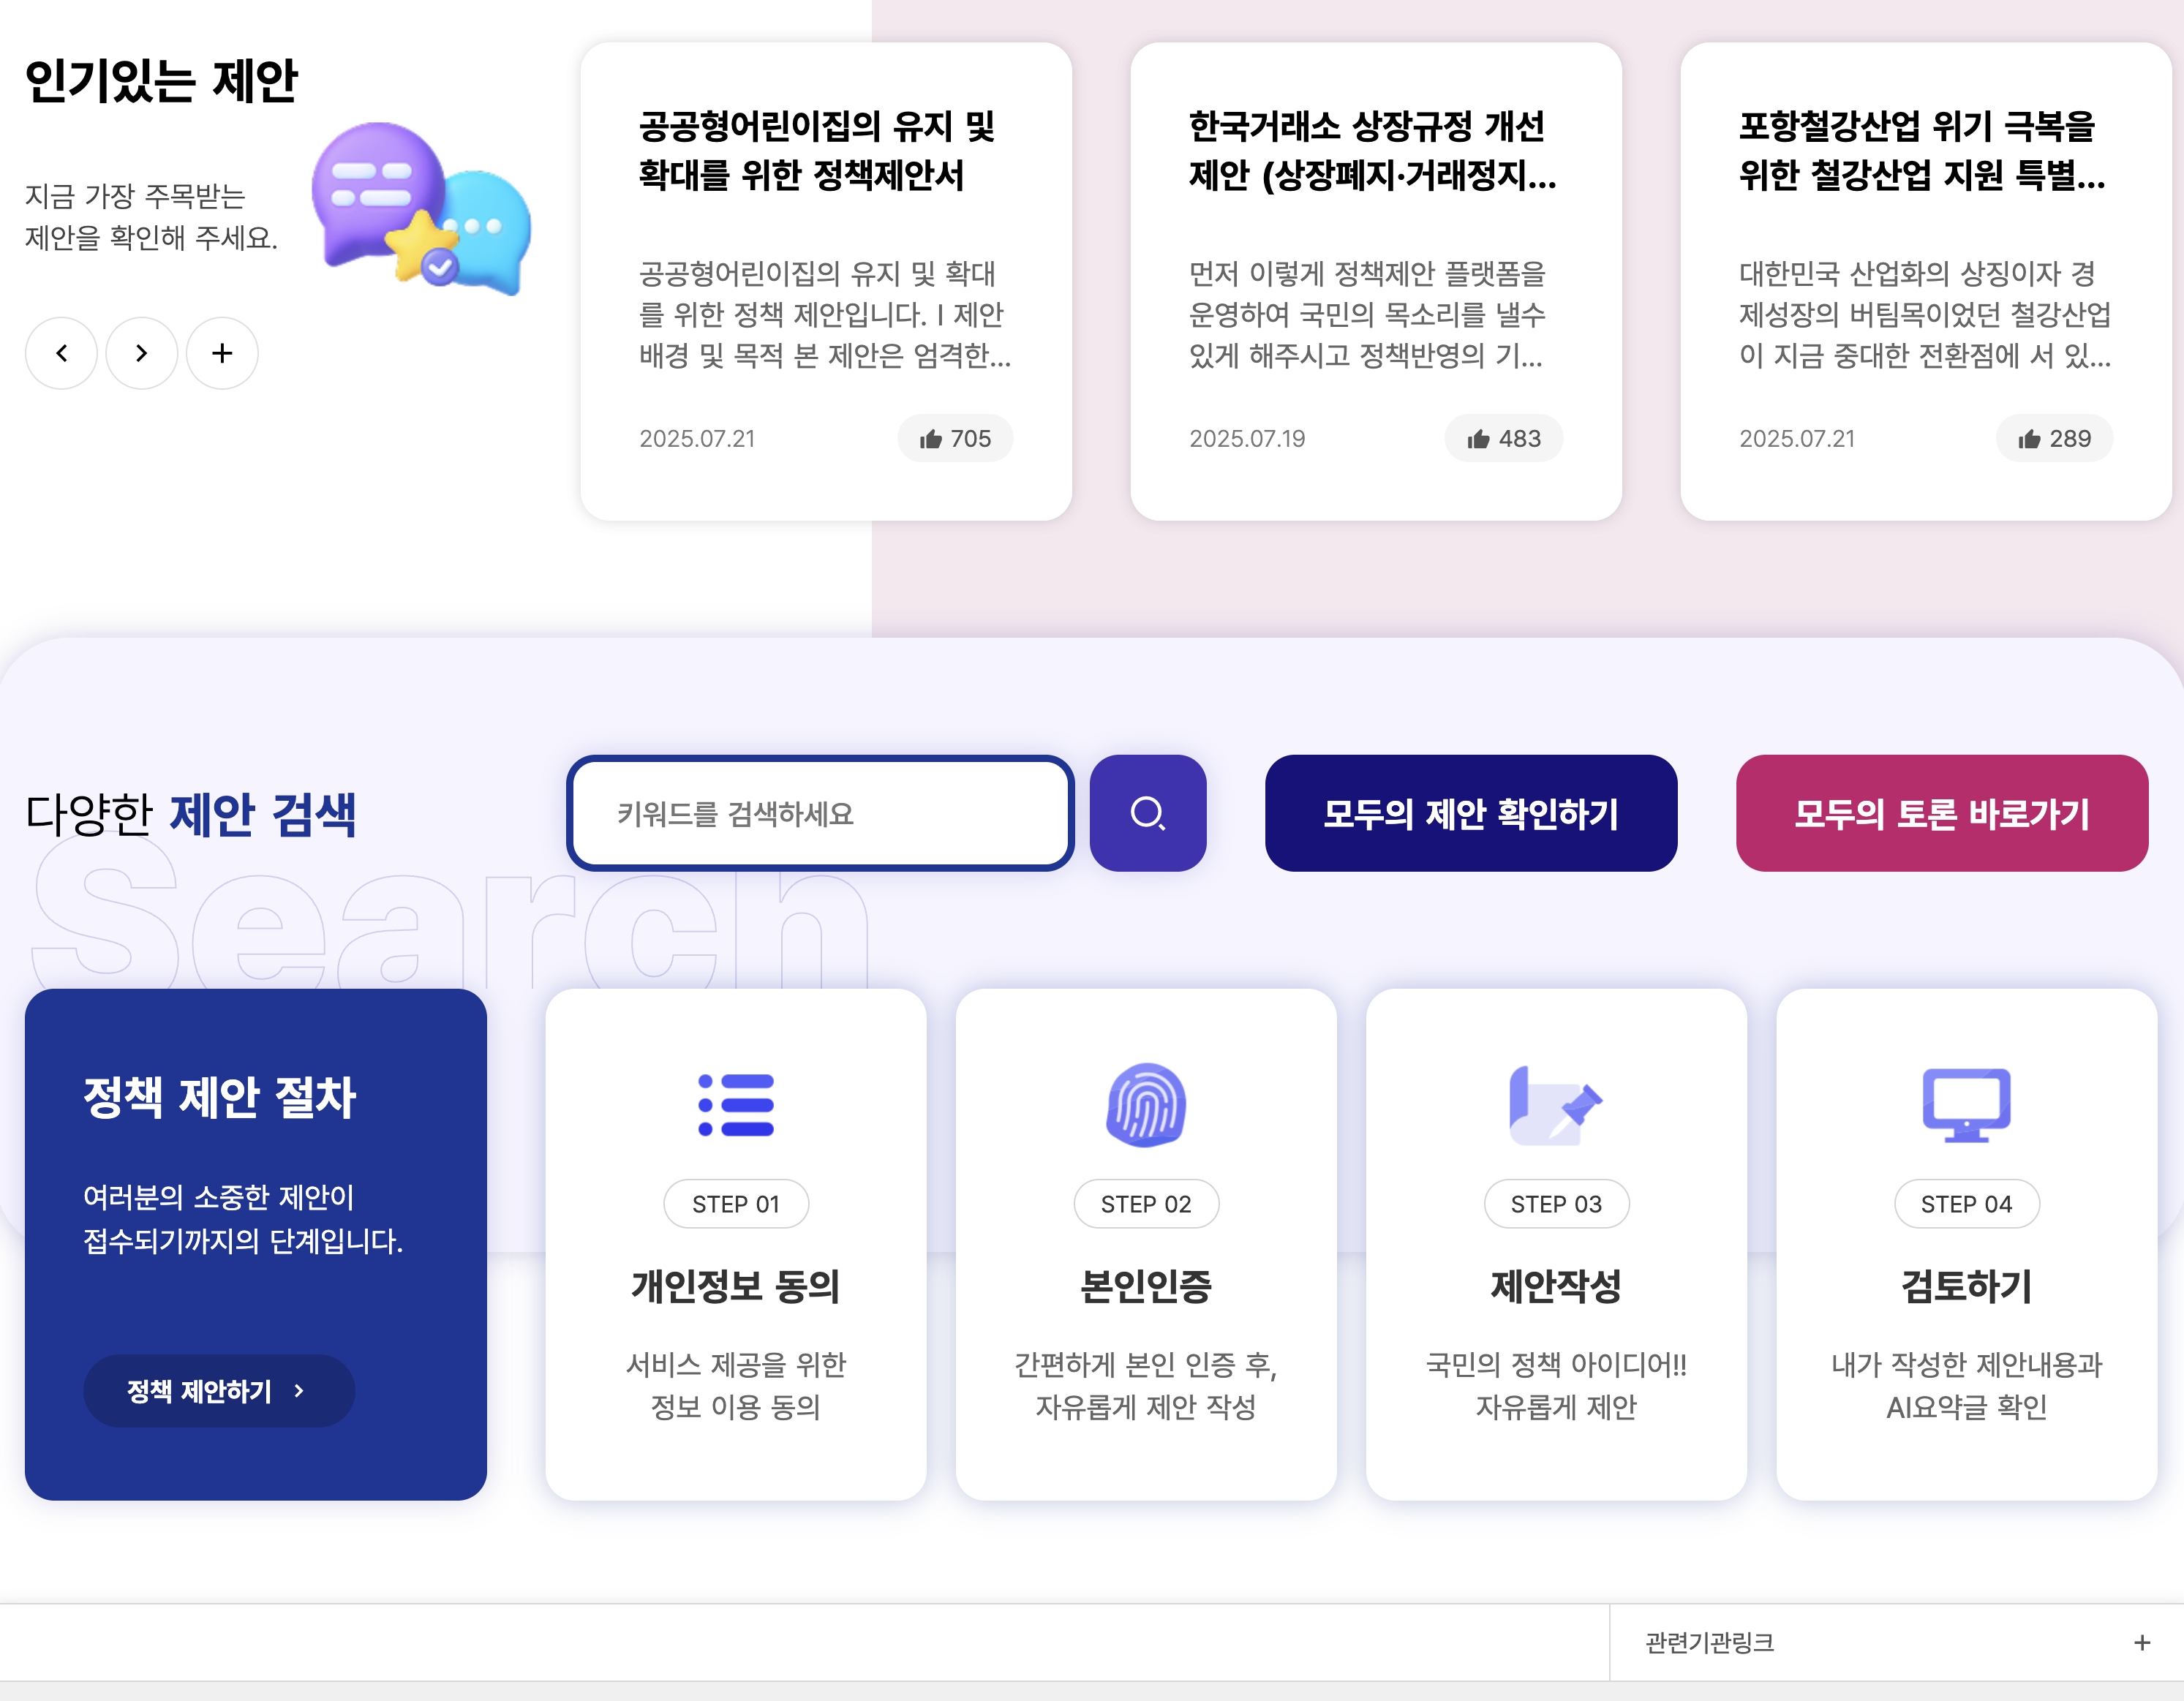 인기있는 제안
지금 가장 주목받는
제안을 확인해 주세요.
공공형어린이집의 유지 및
확대를 위한 정책제안서
공공형어린이집의 유지 및 확대
를 위한 정책 제안입니다. I 제안
배경 및 목적 본 제안은 엄격한...
2025.07.21
705
한국거래소 상장규정 개선
제안 (상장폐지·거래정지...
먼저 이렇게 정책제안 플랫폼을
운영하여 국민의 목소리를 낼수
있게 해주시고 정책반영의 기...
2025.07.19
483
포항철강산업 위기 극복을
위한 철강산업 지원 특별...
대한민국 산업화의 상징이자 경
제성장의 버팀목이었던 철강산업
이 지금 중대한 전환점에 서 있...
2025.07.21
289
다양한 제안 검색
키워드를 검색하세요
모두의 제안 확인하기
모두의 토론 바로가기
Search
정책 제안 절차
여러분의 소중한 제안이
접수되기까지의 단계입니다.
정책 제안하기
STEP 01
개인정보 동의
서비스 제공을 위한
정보 이용 동의
STEP 02
본인인증
간편하게 본인 인증 후,
자유롭게 제안 작성
STEP 03
제안작성
국민의 정책 아이디어!!
자유롭게 제안
STEP 04
검토하기
내가 작성한 제안내용과
AI요약글 확인
관련기관링크